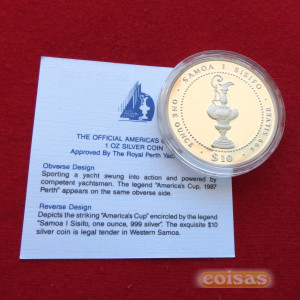 SAMOA I SISIFO
ONE OUNCE
999 SILVER
$10
THE OFFICIAL AMERICA'S
1 OZ SILVER COIN
Approved By The Royal Perth Yac
Obverse Design
Sporting a yacht swung into action and powered by
competent yachtsmen. The legend "America's Cup, 1987
Perth" appears on the same obverse side.
Reverse Design
Depicts the striking "America's Cup" encircled by the legend
"Samoa I Sisifo, one ounce, 999 silver". The exquisite $10
silver coin is legal tender in Western Samoa.
coisas